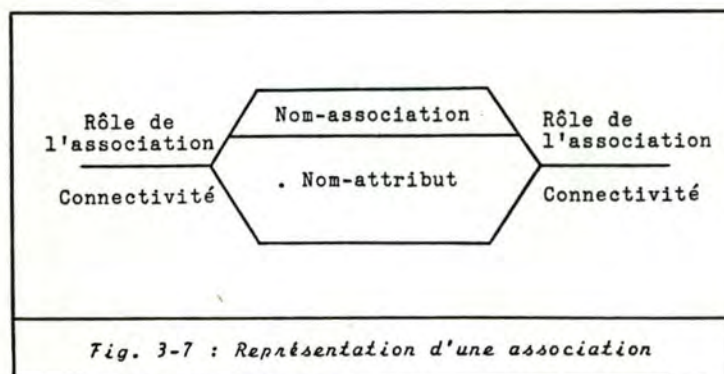 Nom-association
Rôle de
l'association
Rôle de
l'association
. Nom-attribut
Connectivité
Connectivité
Fig. 3-7 : Représentation d'une association